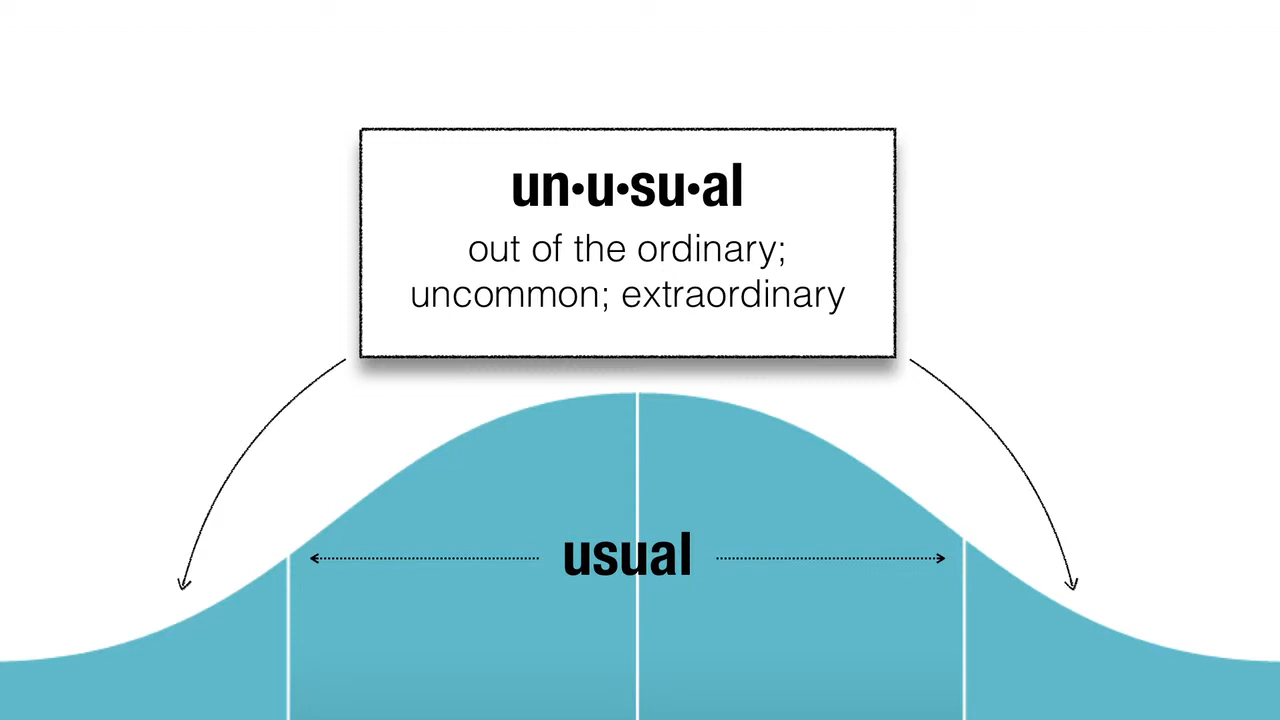 un•u•su•al
out of the ordinary;
uncommon; extraordinary
usual